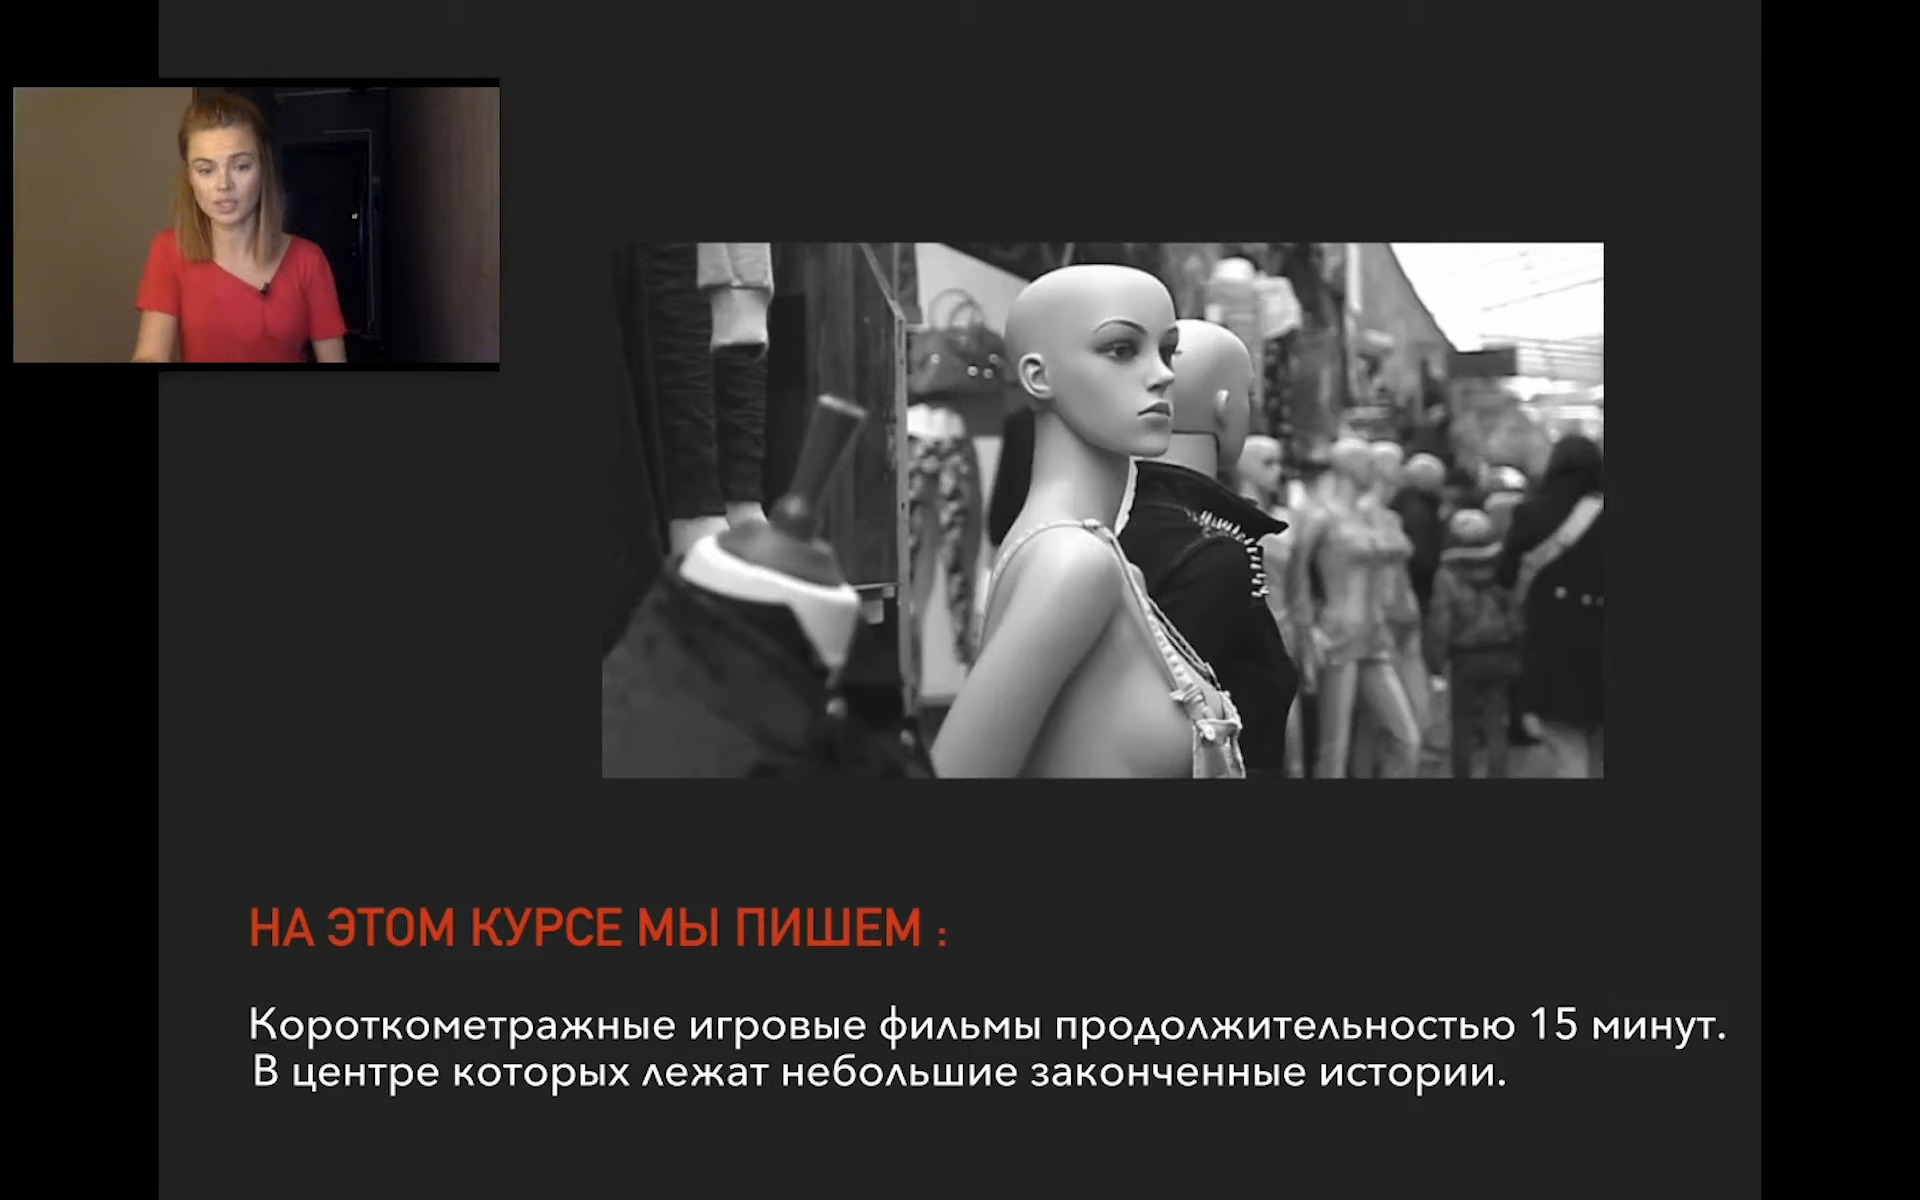 НА ЭТОМ КУРСЕ МЫ ПИШЕМ :
Короткометражные игровые фильмы продолжительностью 15 минут.
В центре которых лежат небольшие законченные истории.